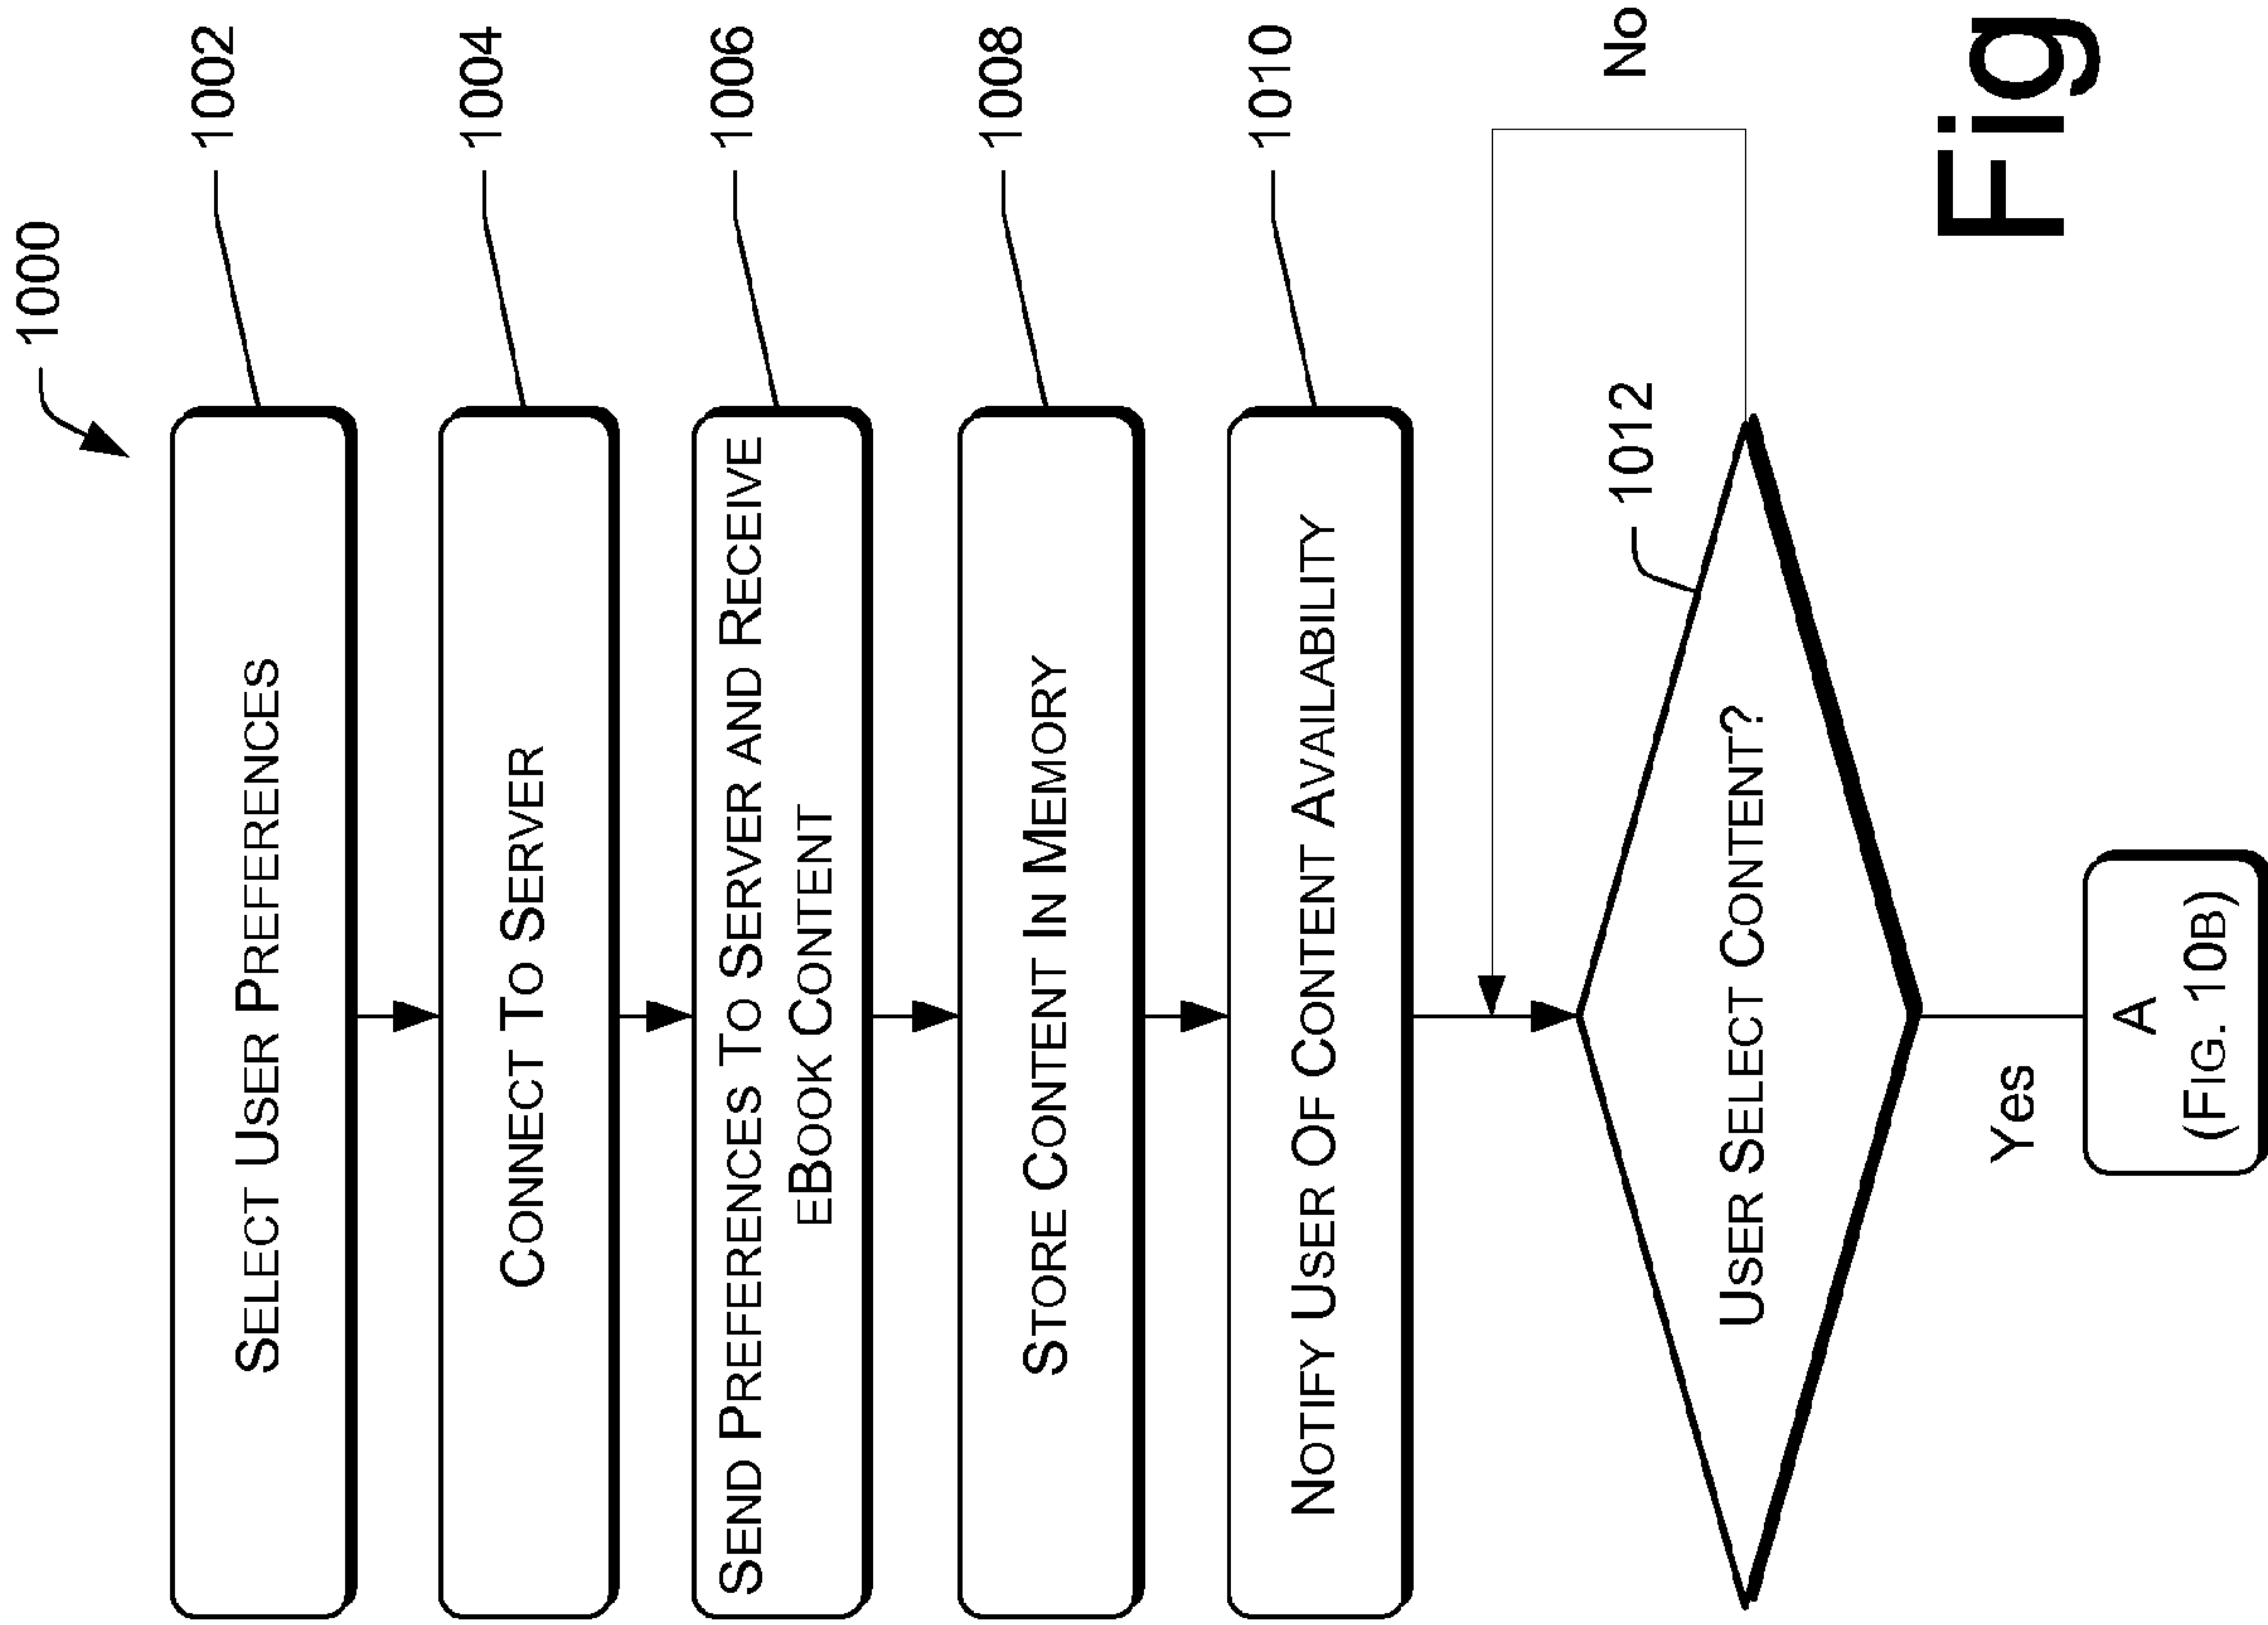 1000
SELECT USER PREFERENCES
1002
CONNECT TO SERVER
1004
SEND PREFERENCES TO SERVER AND RECEIVE
EBOOK CONTENT
1006
STORE CONTENT IN MEMORY
1008
NOTIFY USER OF CONTENT AVAILABILITY
1010
No
1012
USER SELECT CONTENT?
Yes
A
(FIG. 10B)
Fig